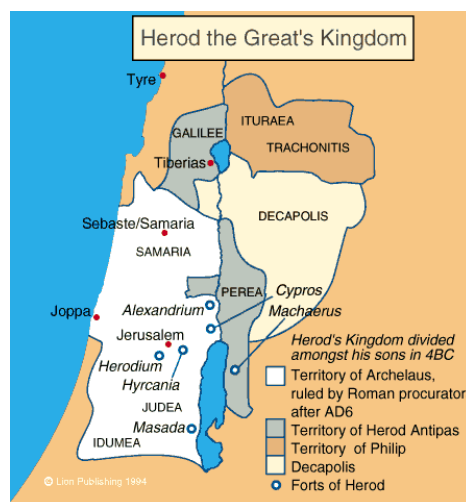 Herod the Great's Kingdom
Tyre
GALILEE
ITURAEA
TRACHONITIS
Tiberias
DECAPOLIS
Sebaste/Samaria
SAMARIA
PEREA
Cypros
Alexandrium
Machaerus
Joppa
Jerusalem
Herodium
Hyrcania
JUDEA
Masada
IDUMEA
Herod's Kingdom divided
amongst his sons in 4BC
Territory of Archelaus,
ruled by Roman procurator
after AD6
Territory of Herod Antipas
Territory of Philip
Decapolis
Forts of Herod
© Lion Publishing 1994